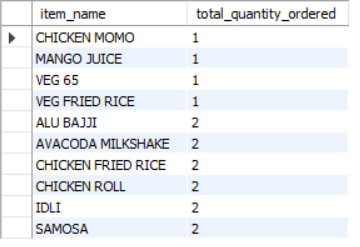 item_name total_quantity_ordered
CHICKEN MOMO 1
MANGO JUICE 1
VEG 65 1
VEG FRIED RICE 1
ALU BAJJI 2
AVACODA MILKSHAKE 2
CHICKEN FRIED RICE 2
CHICKEN ROLL 2
IDLI 2
SAMOSA 2